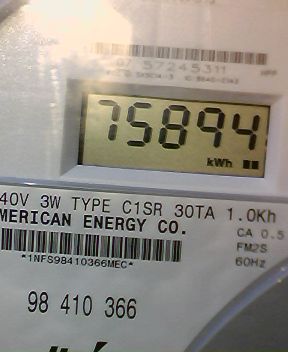 57245311
75894
kWh
40V 3W TYPE C1SR 30TA 1.0Kh
MERICAN ENERGY CO.
CA 0.5
FM2S
*1NFS98410366MEC*
60Hz
98 410 366